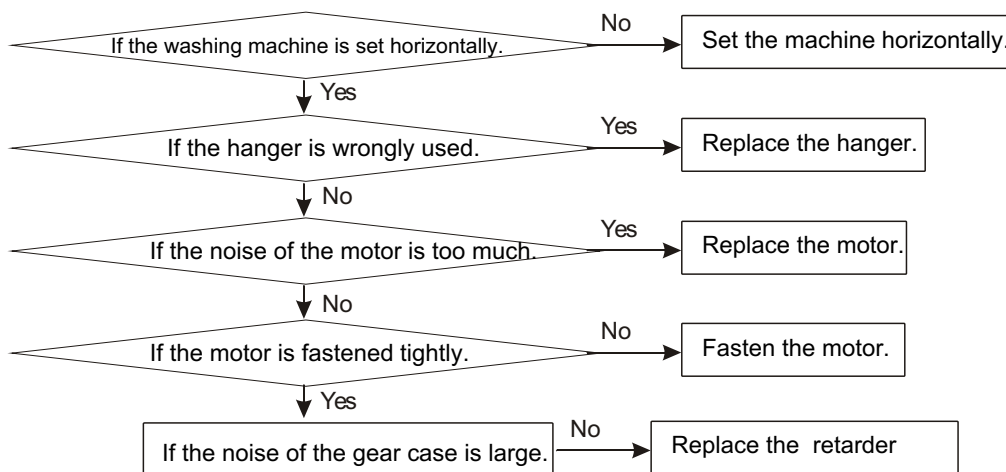 If the washing machine is set horizontally.
No
Set the machine horizontally.
Yes
If the hanger is wrongly used.
Yes
Replace the hanger.
No
If the noise of the motor is too much.
Yes
Replace the motor.
No
If the motor is fastened tightly.
No
Fasten the motor.
Yes
If the noise of the gear case is large.
No
Replace the retarder